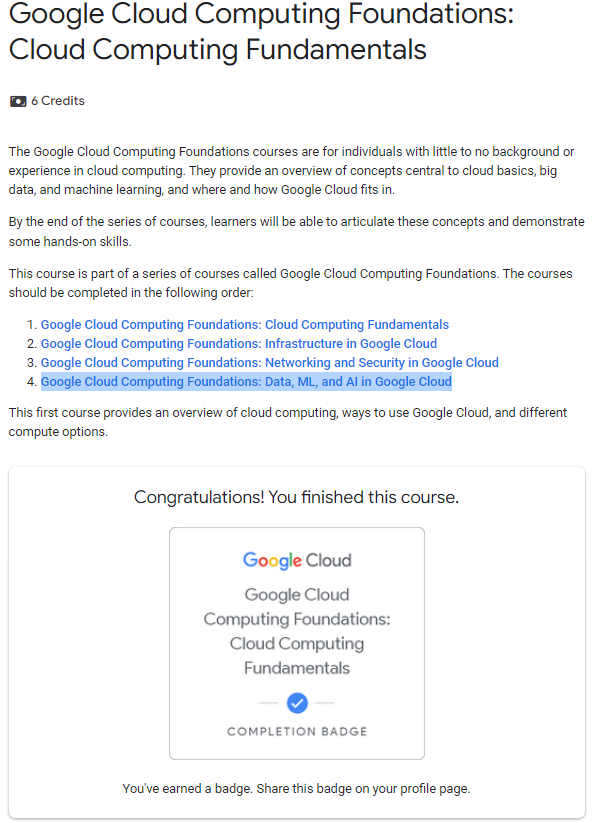 Google Cloud Computing Foundations:
Cloud Computing Fundamentals
6 Credits
The Google Cloud Computing Foundations courses are for individuals with little to no background or
experience in cloud computing. They provide an overview of concepts central to cloud basics, big
data, and machine learning, and where and how Google Cloud fits in.
By the end of the series of courses, learners will be able to articulate these concepts and demonstrate
some hands-on skills.
This course is part of a series of courses called Google Cloud Computing Foundations. The courses
should be completed in the following order:
1. Google Cloud Computing Foundations: Cloud Computing Fundamentals
2. Google Cloud Computing Foundations: Infrastructure in Google Cloud
3. Google Cloud Computing Foundations: Networking and Security in Google Cloud
4. Google Cloud Computing Foundations: Data, ML, and AI in Google Cloud
This first course provides an overview of cloud computing, ways to use Google Cloud, and different
compute options.
Congratulations! You finished this course.
Google Cloud
Google Cloud
Computing Foundations:
Cloud Computing
Fundamentals
COMPLETION BADGE
You've earned a badge. Share this badge on your profile page.